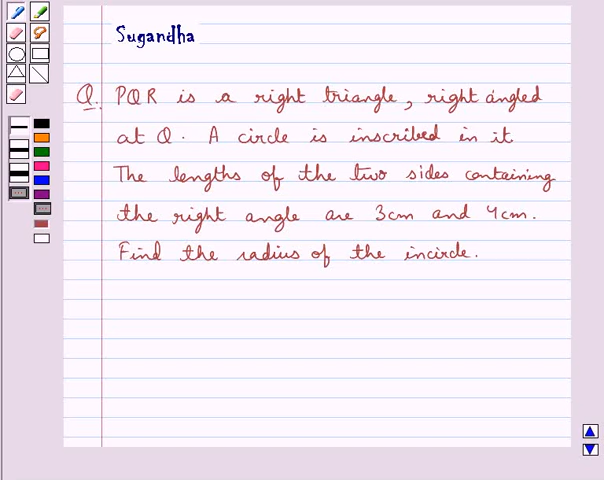 Sugandha
Q. PQR is a right triangle, right angled
at Q. A circle is inscribed in it
The lengths of the two sides containing
the right angle are 3cm and 4cm.
Find the radius of the incircle.